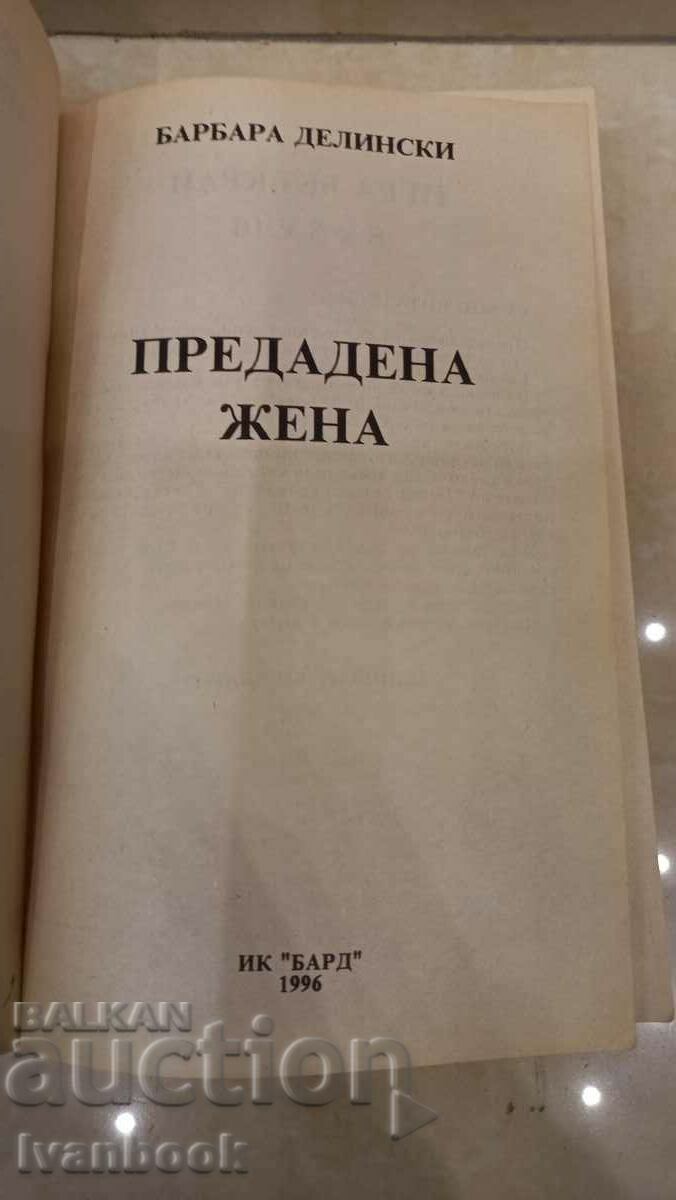 БАРБАРА ДЕЛИНСКИ
ПРЕДАДЕНА
ЖЕНА
ИК "БАРД"
1996
BALKAN
auction
Ivanbook